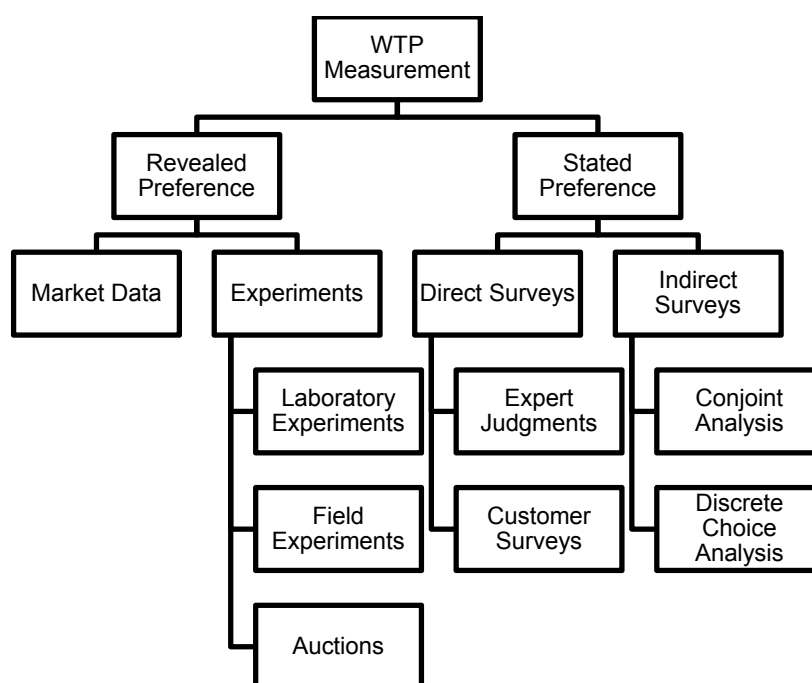 WTP
Measurement
Revealed
Preference
Stated
Preference
Market Data
Experiments
Direct Surveys
Indirect
Surveys
Laboratory
Experiments
Expert
Judgments
Conjoint
Analysis
Field
Experiments
Customer
Surveys
Discrete
Choice
Analysis
Auctions